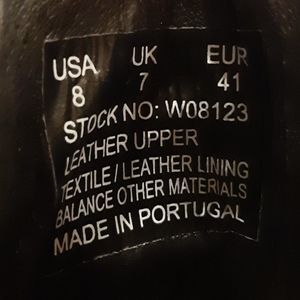 USA UK EUR
8 7 41
STOCK NO: W08123
LEATHER UPPER
TEXTILE / LEATHER LINING
BALANCE OTHER MATERIALS
MADE IN PORTUGAL